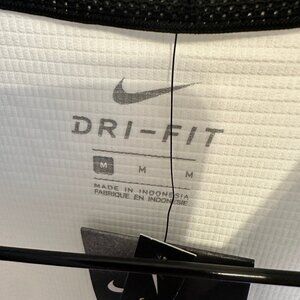 DRI-FIT
M M M
MADE IN INDONESIA
FABRIQUÉ EN INDONÉSIE